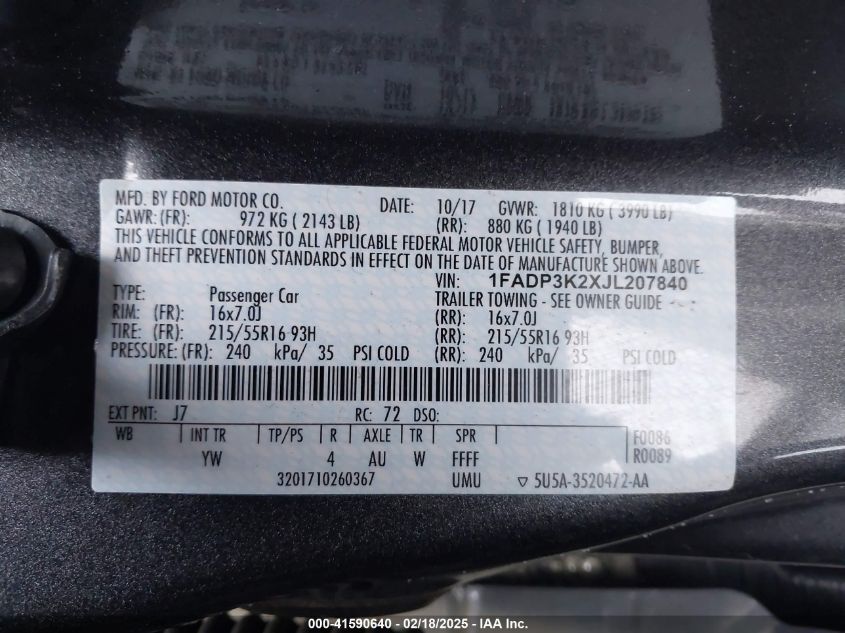 MFD. BY FORD MOTOR CO. DATE: 10/17 GVWR: 1810 KG ( 3990 LB)
GAWR: (FR): 972 KG ( 2143 LB) (RR): 880 KG ( 1940 LB)
THIS VEHICLE CONFORMS TO ALL APPLICABLE FEDERAL MOTOR VEHICLE SAFETY, BUMPER,
AND THEFT PREVENTION STANDARDS IN EFFECT ON THE DATE OF MANUFACTURE SHOWN ABOVE.
VIN: 1FADP3K2XJL207840
TYPE: Passenger Car TRAILER TOWING - SEE OWNER GUIDE
RIM: (FR): 16x7.0J (RR): 16x7.0J
TIRE: (FR): 215/55R16 93H (RR): 215/55R16 93H
PRESSURE: (FR): 240 kPa/ 35 PSI COLD (RR): 240 kPa/ 35 PSI COLD
EXT PNT: J7 RC: 72 DSO:
WB INT TR TP/PS R AXLE TR SPR F0086
YW 4 AU W FFFF R0089
3201710260367 UMU ▽ 5U5A-3520472-AA
000-41590640 - 02/18/2025 - IAA Inc.